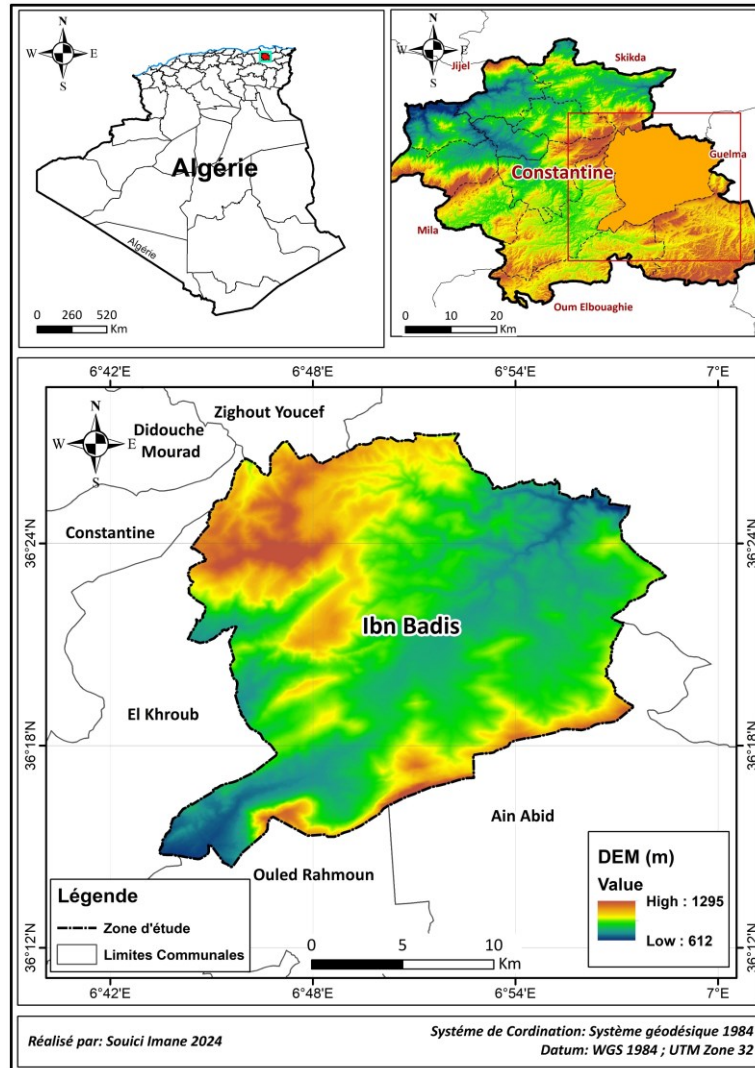 N
W E
S
Algérie
Algérie
0 260 520
Km
N
W E
S
Jijel
Skikda
Guelma
Constantine
Mila
Oum Elbouaghie
0 10 20
Km
6°42'E 6°48'E 6°54'E 7°E
N
W E
S
Zighout Youcef
Didouche
Mourad
Constantine
36°24'N
36°24'N
Ibn Badis
El Khroub
36°18'N
36°18'N
Ain Abid
Ouled Rahmoun
DEM (m)
Value
High : 1295
Low : 612
Légende
Zone d'étude
Limites Communales
0 5 10
Km
36°12'N
36°12'N
6°42'E 6°48'E 6°54'E 7°E
Réalisé par: Souici Imane 2024
Systéme de Cordination: Système géodésique 1984
Datum: WGS 1984 ; UTM Zone 32